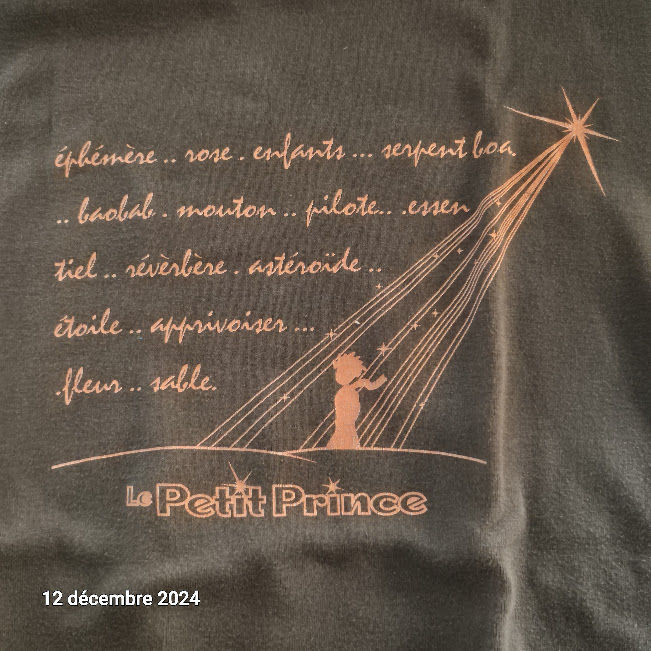 éphémère .. rose . enfants ... serpent boa
.. baobab . mouton .. pilote... .essen
tiel .. révèrbère . astéroïde ..
étoile .. apprivoiser ...
.fleur .. sable.
Le Petit Prince
12 décembre 2024